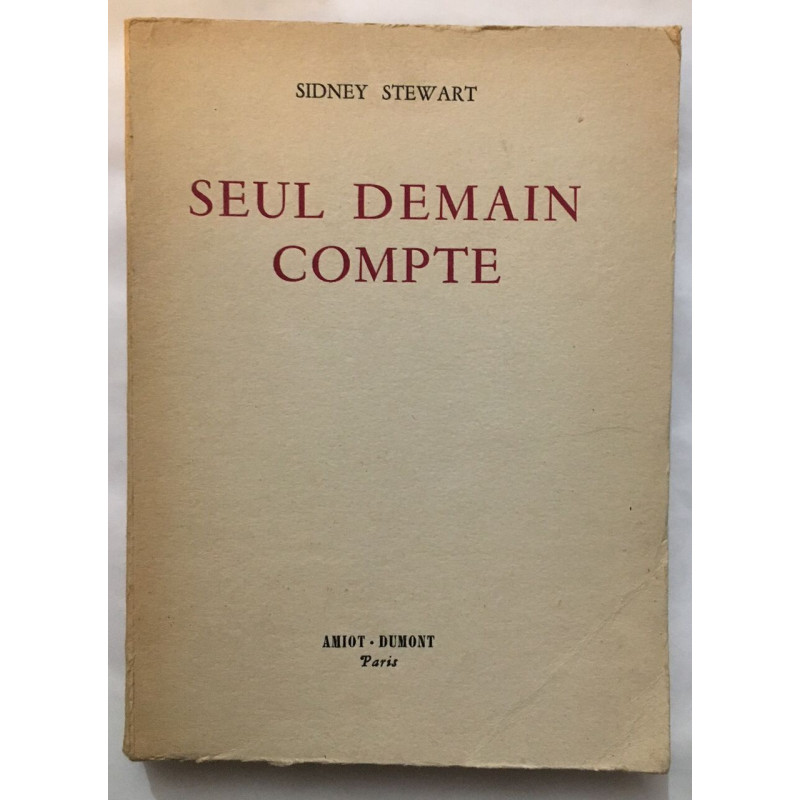 SIDNEY STEWART
SEUL DEMAIN
COMPTE
AMIOT · DUMONT
Paris